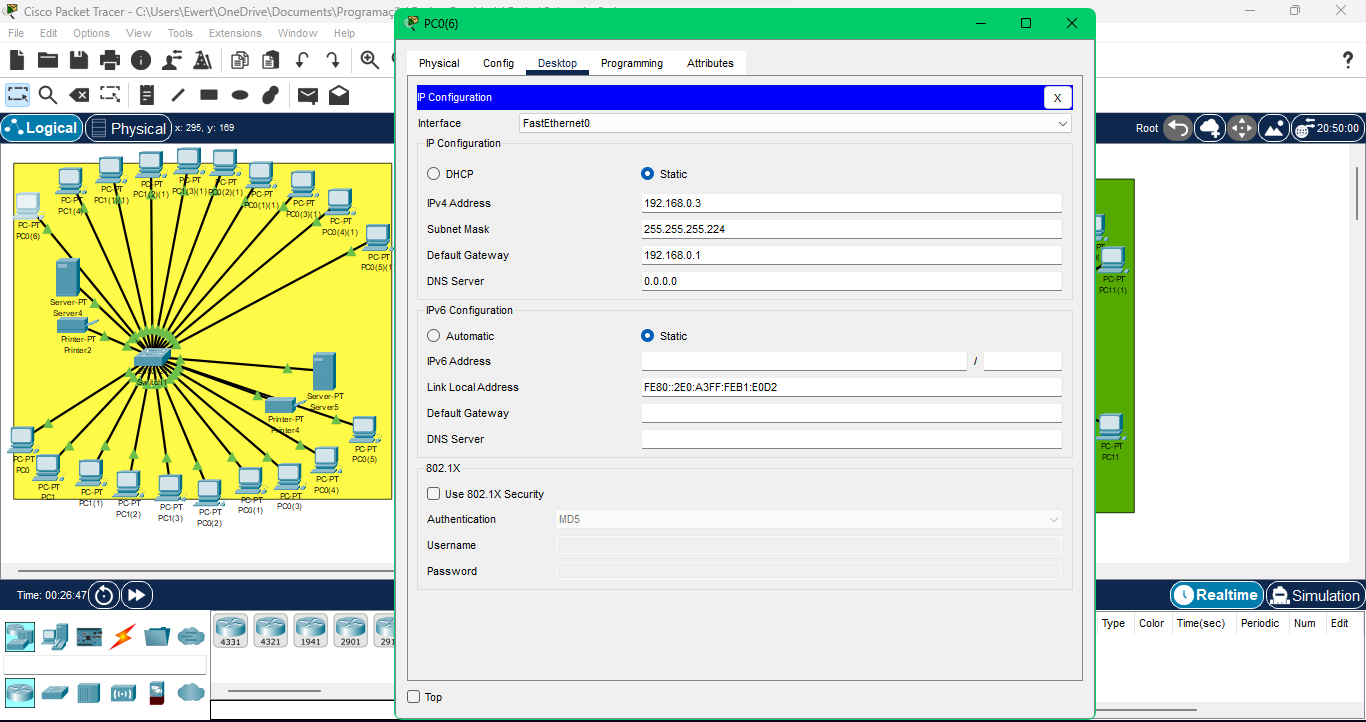 Cisco Packet Tracer - C:\Users\Ewert\OneDrive\Documents\Programaç
PC0(6)
File Edit Options View Tools Extensions Window Help
Physical Config Desktop Programming Attributes
IP Configuration X
Interface FastEthernet0
IP Configuration
DHCP Static
IPv4 Address 192.168.0.3
Subnet Mask 255.255.255.224
Default Gateway 192.168.0.1
DNS Server 0.0.0.0
IPv6 Configuration
Automatic Static
IPv6 Address /
Link Local Address FE80::2E0:A3FF:FEB1:E0D2
Default Gateway
DNS Server
802.1X
Use 802.1X Security
Authentication MD5
Username
Password
Top
Logical Physical x: 295, y: 169
Root 20:50:00
PC-PT
PC0(6)
PC-PT
PC1(4)
PC-PT
PC1(1)(1)
PC-PT
PC1(2)(1)
PC-PT
PC1(3)(1)
PC-PT
PC0(2)(1)
PC-PT
PC0(1)(1)
PC-PT
PC0(3)(1)
PC-PT
PC0(4)(1)
PC-PT
PC0(5)(1
Server-PT
Server4
Printer-PT
Printer2
Switch1
Server-PT
Server5
Printer-PT
Printer4
PC-PT
PC0
PC-PT
PC1
PC-PT
PC1(1)
PC-PT
PC1(2)
PC-PT
PC1(3)
PC-PT
PC0(2)
PC-PT
PC0(1)
PC-PT
PC0(3)
PC-PT
PC0(4)
PC-PT
PC0(5)
PC-PT
PC11(1)
PC-PT
PC11
Time: 00:26:47
Realtime Simulation
4331 4321 1941 2901 291
Type Color Time(sec) Periodic Num Edit